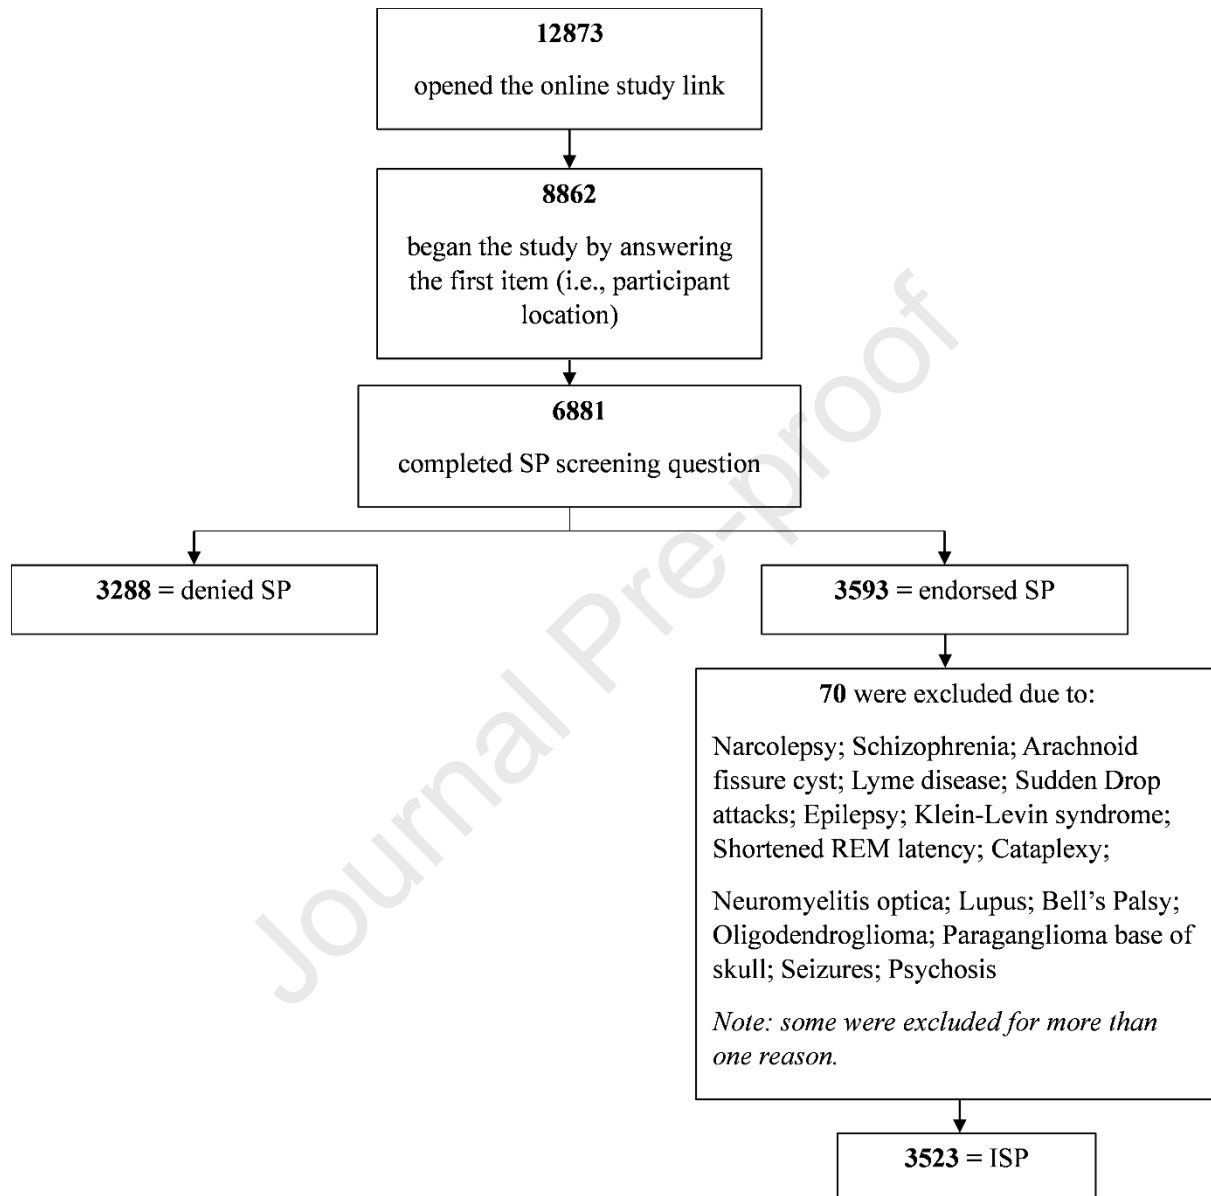 12873
opened the online study link
8862
began the study by answering
the first item (i.e., participant
location)
6881
completed SP screening question
3288 = denied SP
3593 = endorsed SP
70 were excluded due to:
Narcolepsy; Schizophrenia; Arachnoid
fissure cyst; Lyme disease; Sudden Drop
attacks; Epilepsy; Klein-Levin syndrome;
Shortened REM latency; Cataplexy;
Neuromyelitis optica; Lupus; Bell’s Palsy;
Oligodendroglioma; Paraganglioma base of
skull; Seizures; Psychosis
Note: some were excluded for more than
one reason.
3523 = ISP
Journal Pre-proof